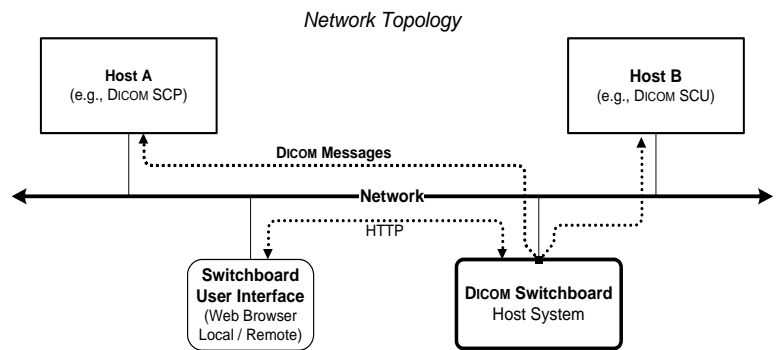 Network Topology
Host A
(e.g., DICOM SCP)
Host B
(e.g., DICOM SCU)
DICOM Messages
Network
HTTP
Switchboard
User Interface
(Web Browser
Local / Remote)
DICOM Switchboard
Host System